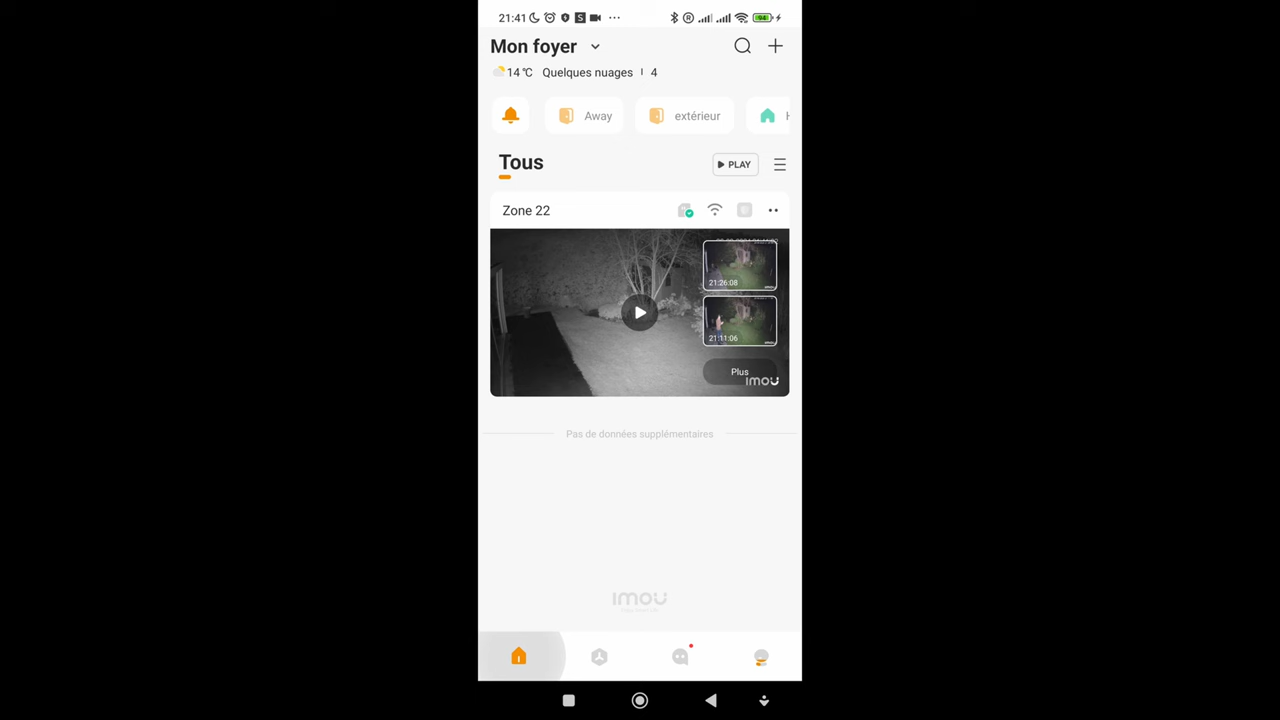 21:41
94
Mon foyer
14 °C Quelques nuages 4
Away
extérieur
Tous
PLAY
Zone 22
21:26:08
21:11:06
Plus
imou
Pas de données supplémentaires
imou